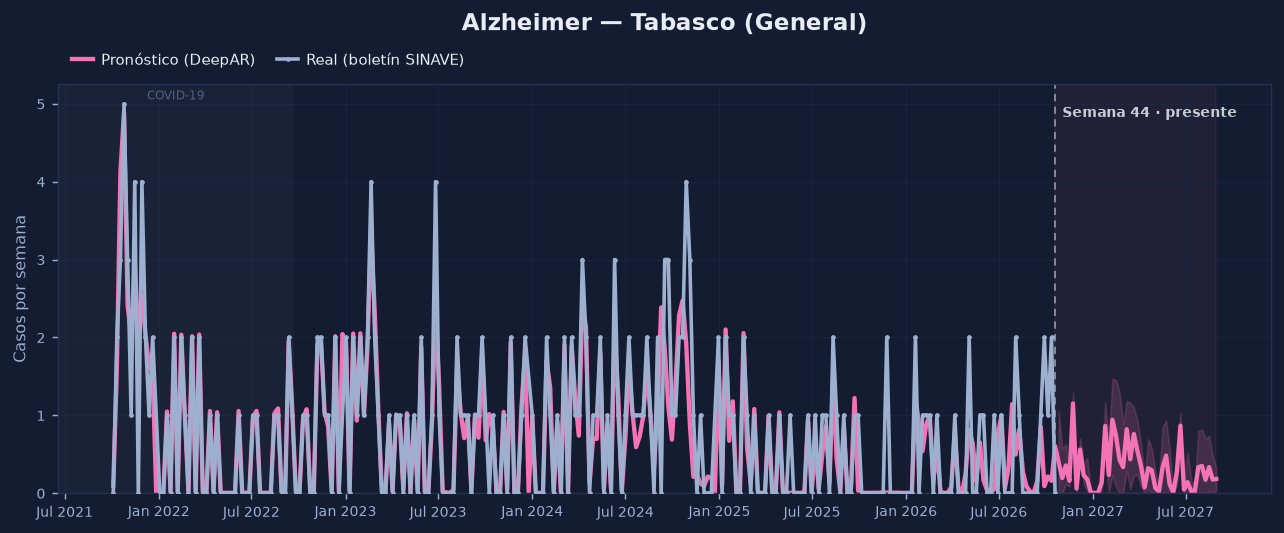 Alzheimer — Tabasco (General)
Pronóstico (DeepAR)
Real (boletín SINAVE)
COVID-19
Semana 44 · presente
Casos por semana
5
4
3
2
1
0
Jul 2021
Jan 2022
Jul 2022
Jan 2023
Jul 2023
Jan 2024
Jul 2024
Jan 2025
Jul 2025
Jan 2026
Jul 2026
Jan 2027
Jul 2027